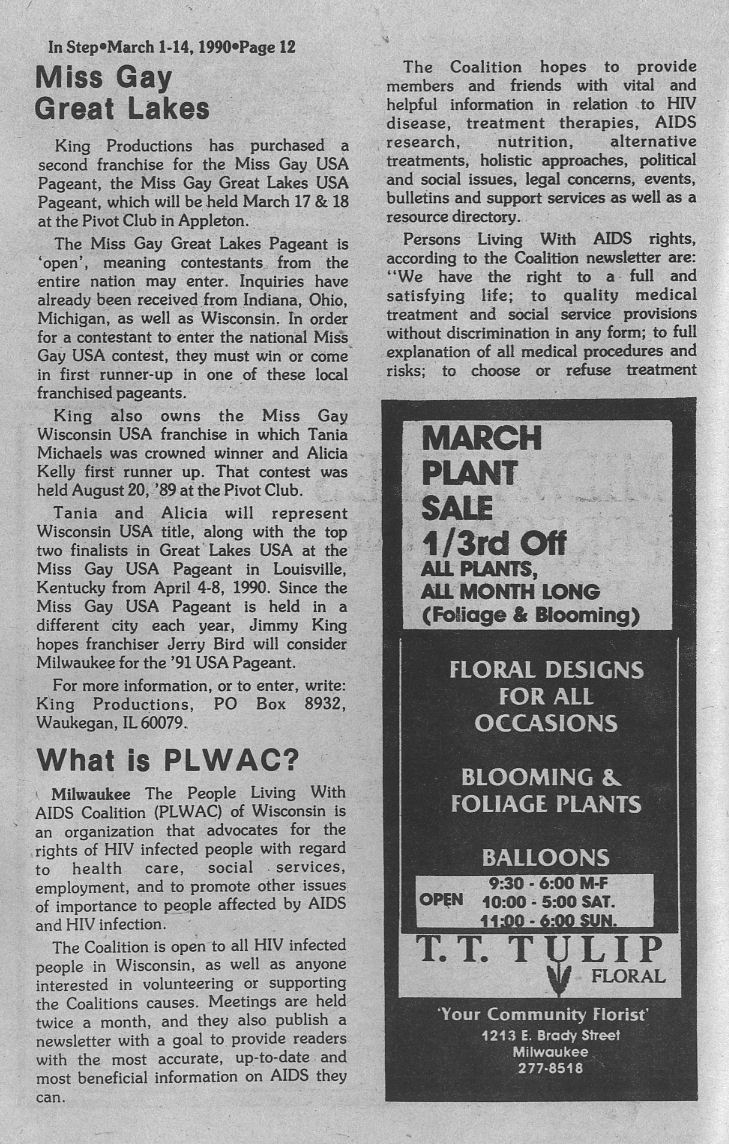 In Step•March 1-14, 1990•Page 12
Miss Gay
Great Lakes
King Productions has purchased a
second franchise for the Miss Gay USA
Pageant, the Miss Gay Great Lakes USA
Pageant, which will be held March 17 & 18
at the Pivot Club in Appleton.
The Miss Gay Great Lakes Pageant is
‘open’, meaning contestants from the
entire nation may enter. Inquiries have
already been received from Indiana, Ohio,
Michigan, as well as Wisconsin. In order
for a contestant to enter the national Miss
Gay USA contest, they must win or come
in first runner-up in one of these local
franchised pageants.
King also owns the Miss Gay
Wisconsin USA franchise in which Tania
Michaels was crowned winner and Alicia
Kelly first runner up. That contest was
held August 20, ’89 at the Pivot Club.
Tania and Alicia will represent
Wisconsin USA title, along with the top
two finalists in Great Lakes USA at the
Miss Gay USA Pageant in Louisville,
Kentucky from April 4-8, 1990. Since the
Miss Gay USA Pageant is held in a
different city each year, Jimmy King
hopes franchiser Jerry Bird will consider
Milwaukee for the ’91 USA Pageant.
For more information, or to enter, write:
King Productions, PO Box 8932,
Waukegan, IL 60079.
What is PLWAC?
Milwaukee The People Living With
AIDS Coalition (PLWAC) of Wisconsin is
an organization that advocates for the
rights of HIV infected people with regard
to health care, social services,
employment, and to promote other issues
of importance to people affected by AIDS
and HIV infection.
The Coalition is open to all HIV infected
people in Wisconsin, as well as anyone
interested in volunteering or supporting
the Coalitions causes. Meetings are held
twice a month, and they also publish a
newsletter with a goal to provide readers
with the most accurate, up-to-date and
most beneficial information on AIDS they
can.
The Coalition hopes to provide
members and friends with vital and
helpful information in relation to HIV
disease, treatment therapies, AIDS
research, nutrition, alternative
treatments, holistic approaches, political
and social issues, legal concerns, events,
bulletins and support services as well as a
resource directory.
Persons Living With AIDS rights,
according to the Coalition newsletter are:
“We have the right to a full and
satisfying life; to quality medical
treatment and social service provisions
without discrimination in any form; to full
explanation of all medical procedures and
risks; to choose or refuse treatment
MARCH
PLANT
SALE
1/3rd Off
ALL PLANTS,
ALL MONTH LONG
(Foliage & Blooming)
FLORAL DESIGNS
FOR ALL
OCCASIONS
BLOOMING &
FOLIAGE PLANTS
BALLOONS
9:30 - 6:00 M-F
OPEN 10:00 - 5:00 SAT.
11:00 - 6:00 SUN.
T. T. TULIP
FLORAL
‘Your Community Florist’
1213 E. Brady Street
Milwaukee
277-8518